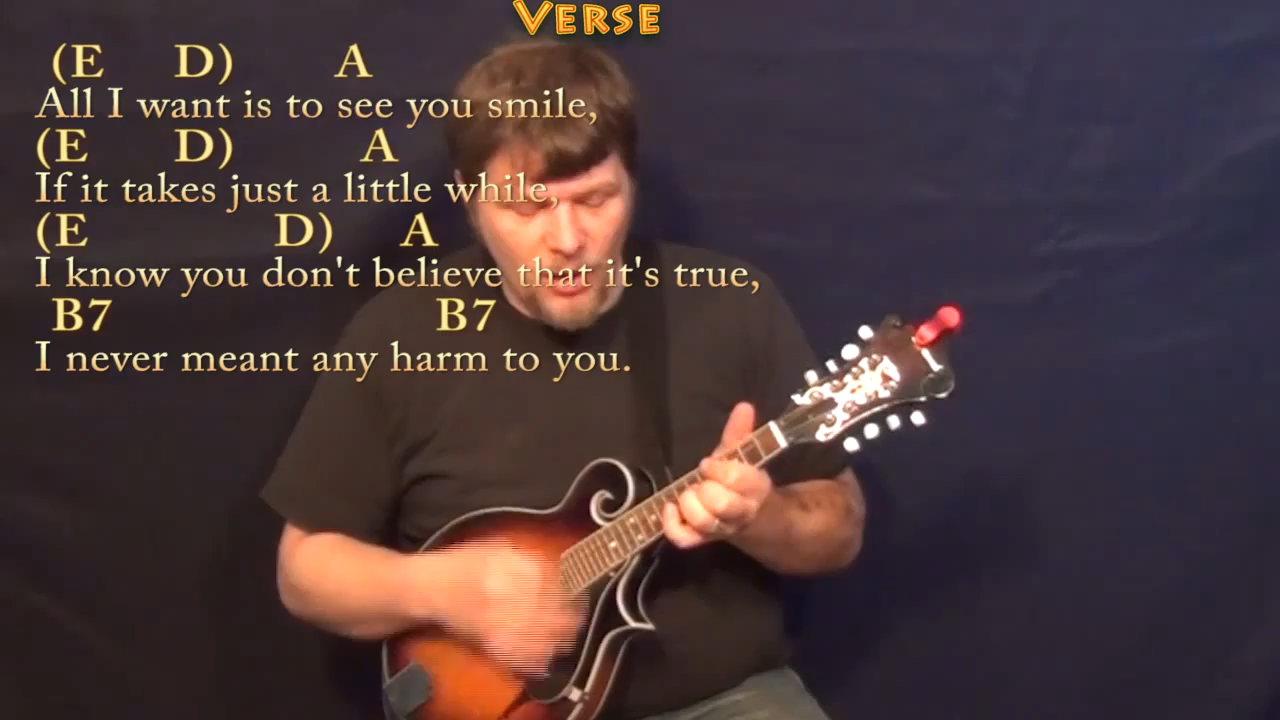 VERSE
(E D) A
All I want is to see you smile,
(E D) A
If it takes just a little while,
(E D) A
I know you don't believe that it's true,
B7 B7
I never meant any harm to you.